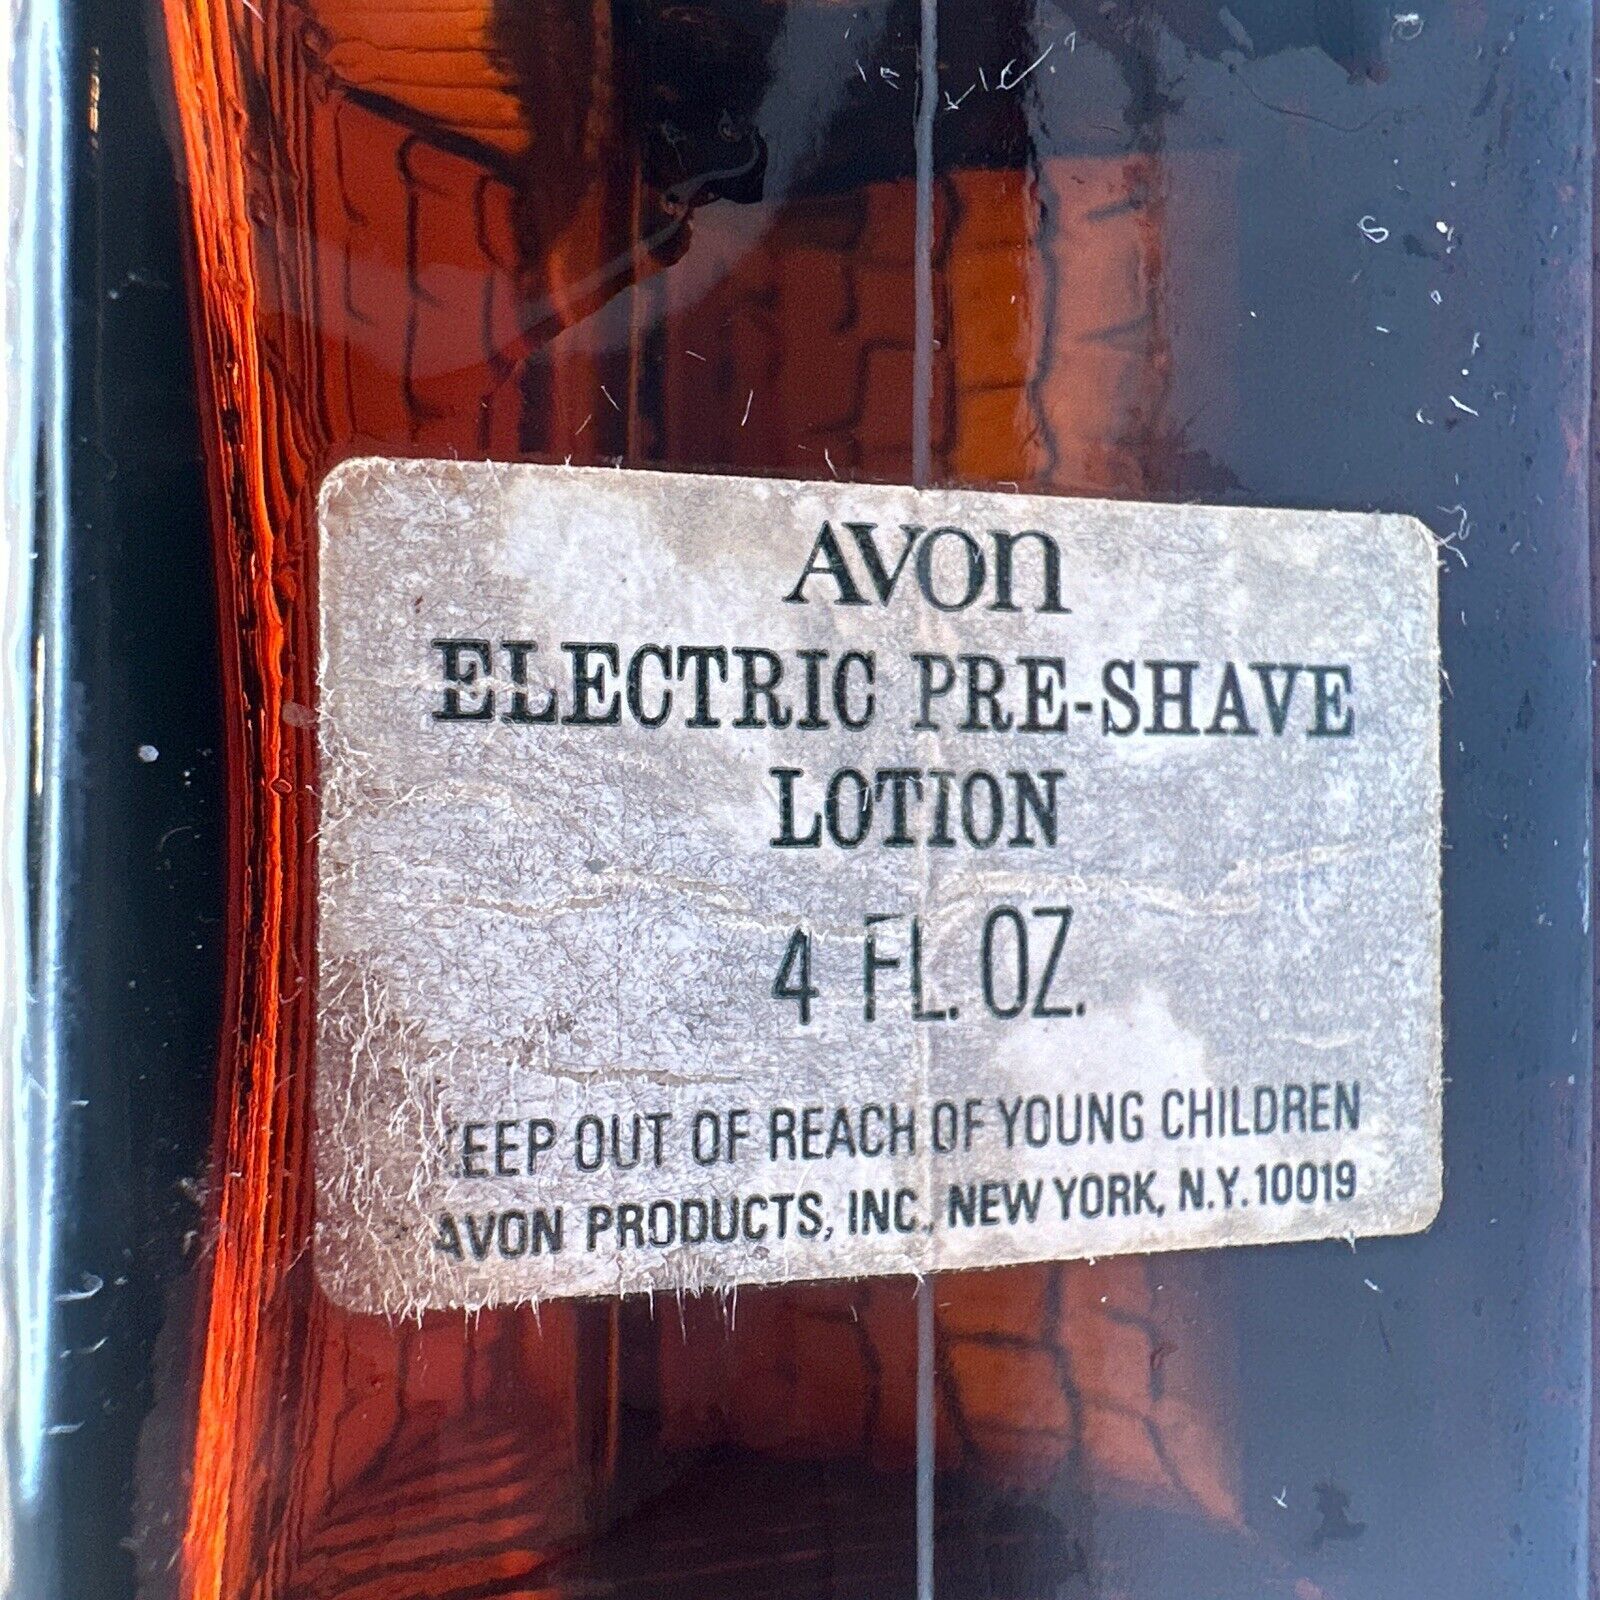 AVON
ELECTRIC PRE-SHAVE
LOTION
4 FL. OZ.
KEEP OUT OF REACH OF YOUNG CHILDREN
AVON PRODUCTS, INC., NEW YORK, N.Y. 10019